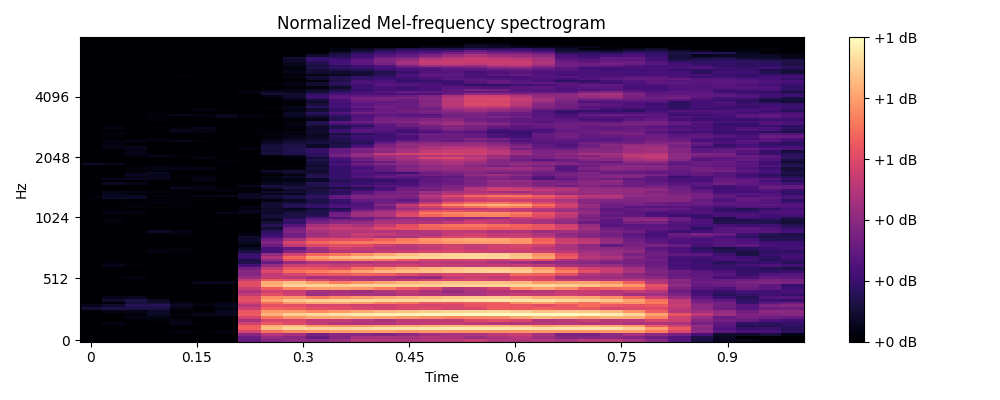 Normalized Mel-frequency spectrogram
Hz
4096
2048
1024
512
0
0 0.15 0.3 0.45 0.6 0.75 0.9
Time
+1 dB
+1 dB
+1 dB
+0 dB
+0 dB
+0 dB